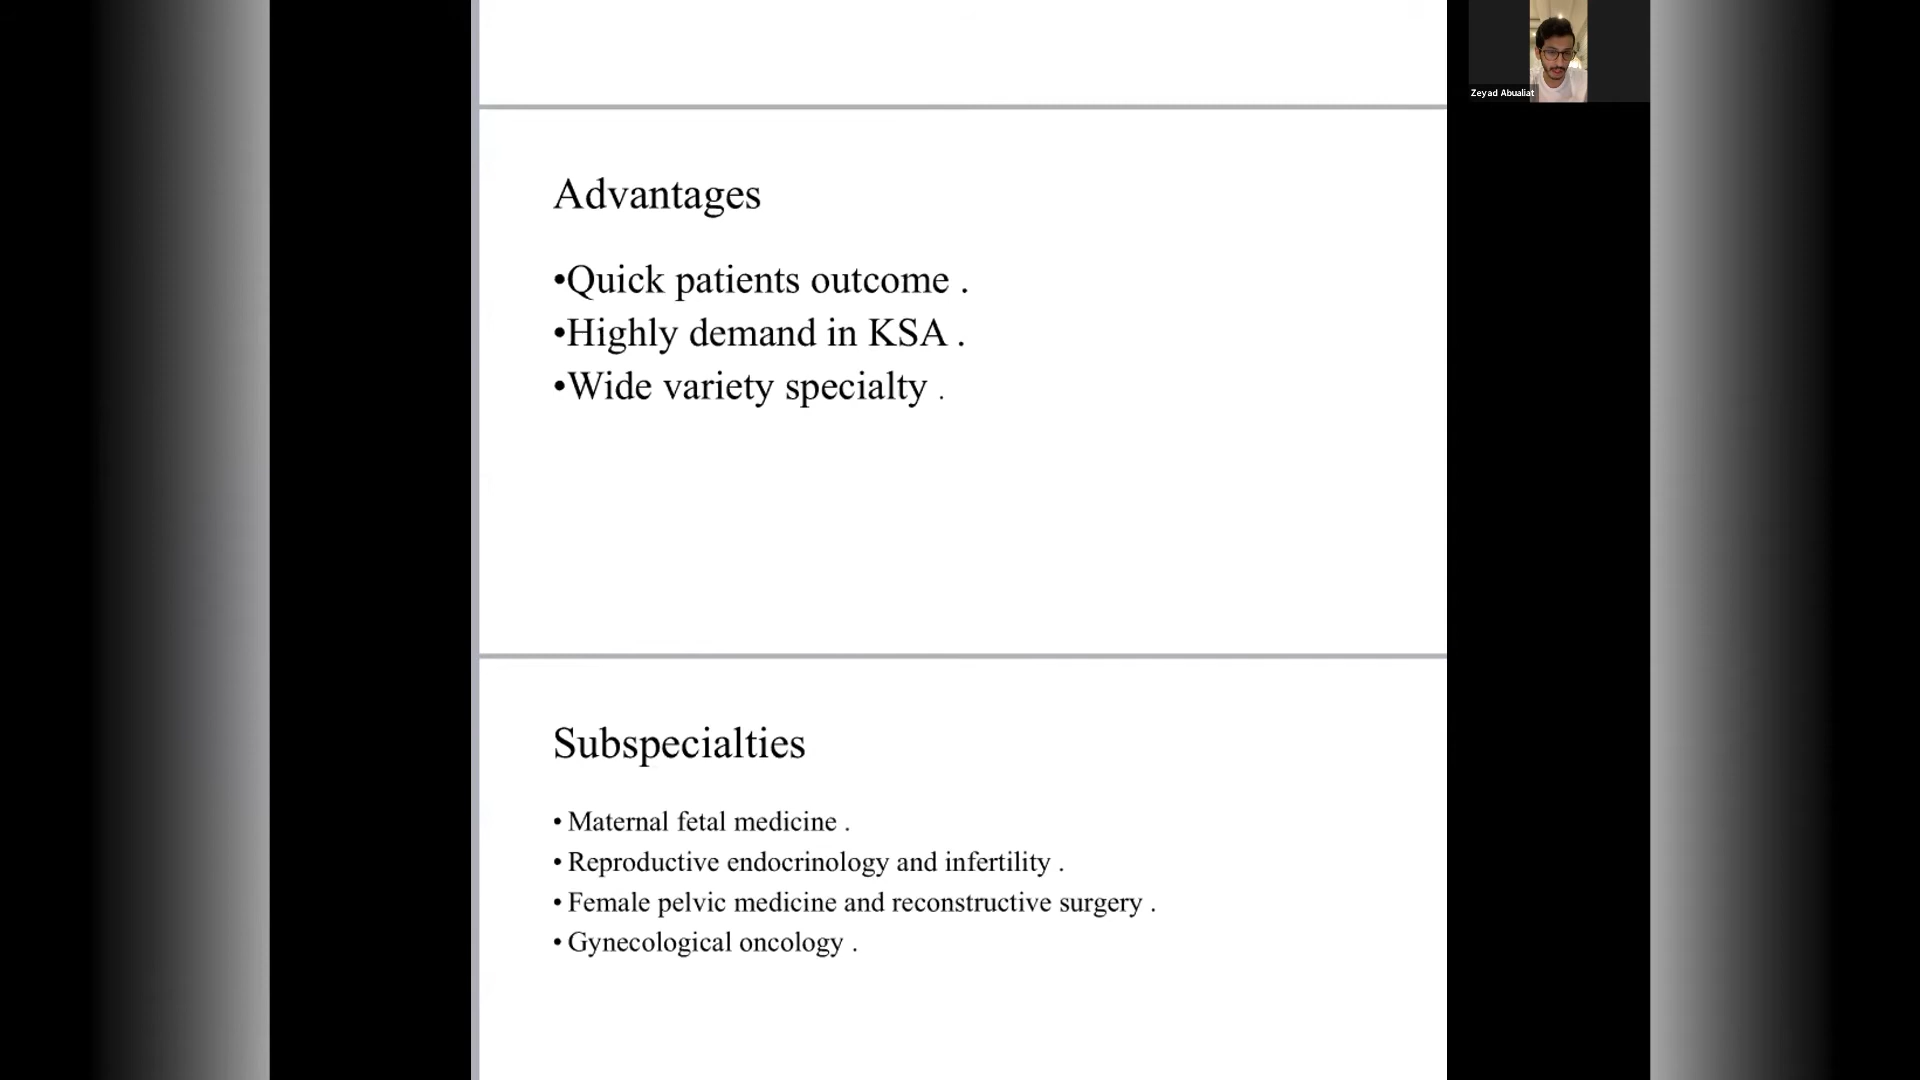 Zeyad Abualiat
Advantages
•Quick patients outcome .
•Highly demand in KSA .
•Wide variety specialty .
Subspecialties
• Maternal fetal medicine .
• Reproductive endocrinology and infertility .
• Female pelvic medicine and reconstructive surgery .
• Gynecological oncology .